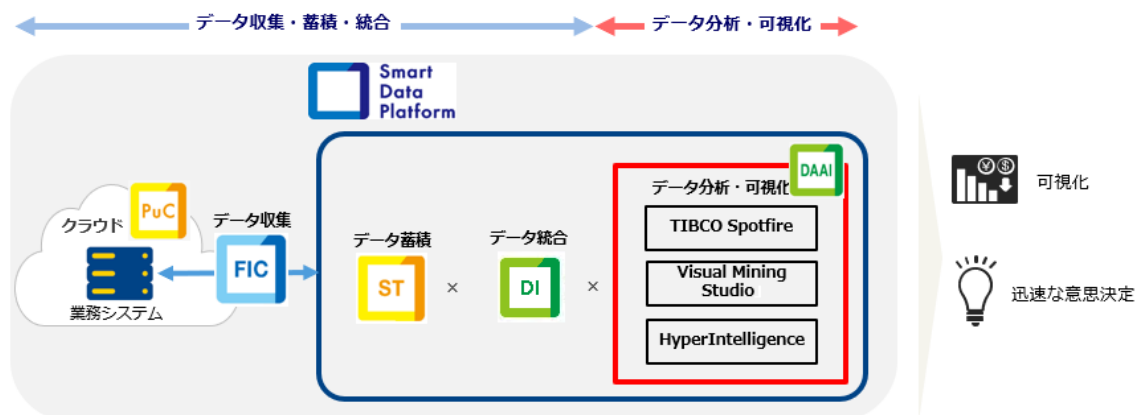 データ収集・蓄積・統合
データ分析・可視化
Smart
Data
Platform
DAAI
データ分析・可視化
TIBCO Spotfire
Visual Mining
Studio
HyperIntelligence
クラウド
PuC
業務システム
データ収集
FIC
データ蓄積
ST
×
データ統合
DI
×
¥
$
可視化
迅速な意思決定